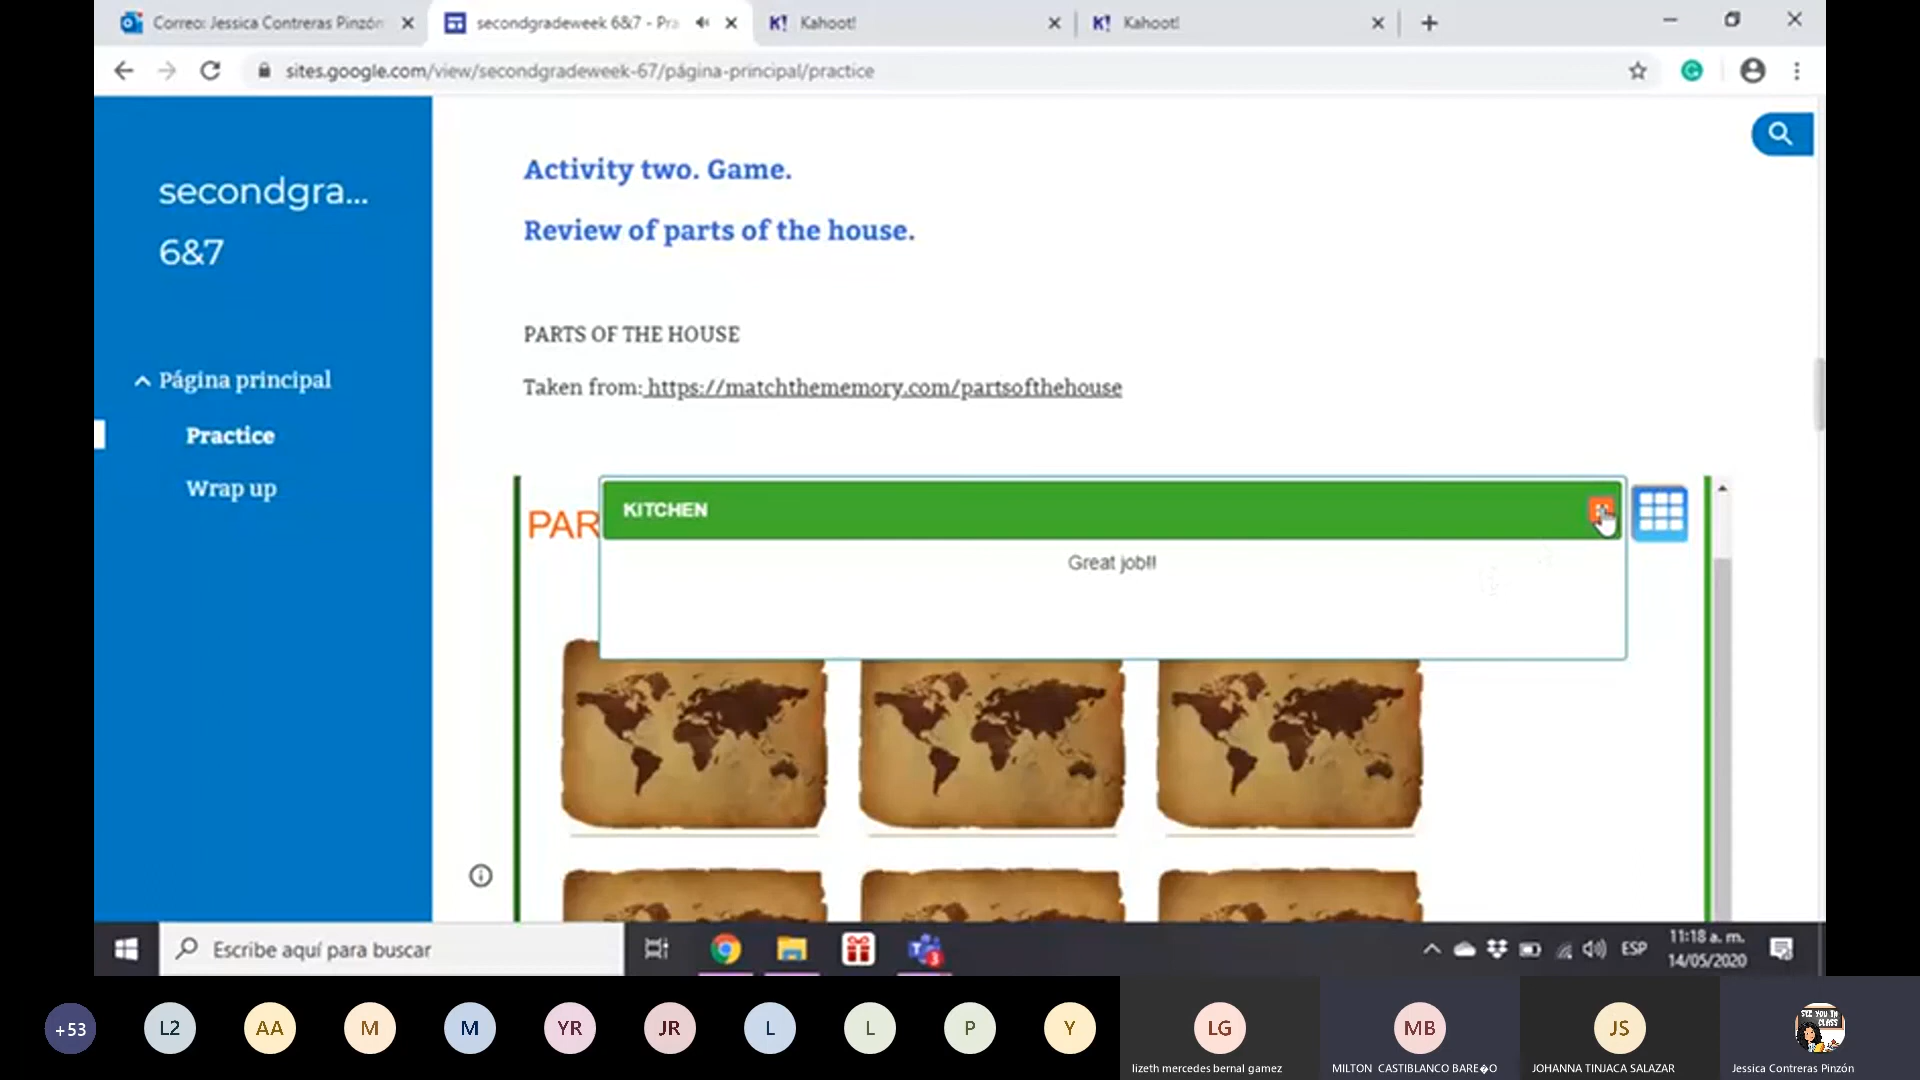 Correo: Jessica Contreras Pinzón
secondgradeweek 6&7 - Pra
K! Kahoot!
K! Kahoot!
sites.google.com/view/secondgradeweek-67/página-principal/practice
secondgra...
6&7
Página principal
Practice
Wrap up
Activity two. Game.
Review of parts of the house.
PARTS OF THE HOUSE
Taken from: https://matchthememory.com/partsofthehouse
PAR
KITCHEN
Great job!!
Escribe aquí para buscar
ESP
11:18 a. m.
14/05/2020
+53
L2
AA
M
M
YR
JR
L
L
P
Y
LG
MB
JS
SEE YOU IN
CLASS
lizeth mercedes bernal gamez
MILTON CASTIBLANCO BARE�O
JOHANNA TINJACA SALAZAR
Jessica Contreras Pinzón